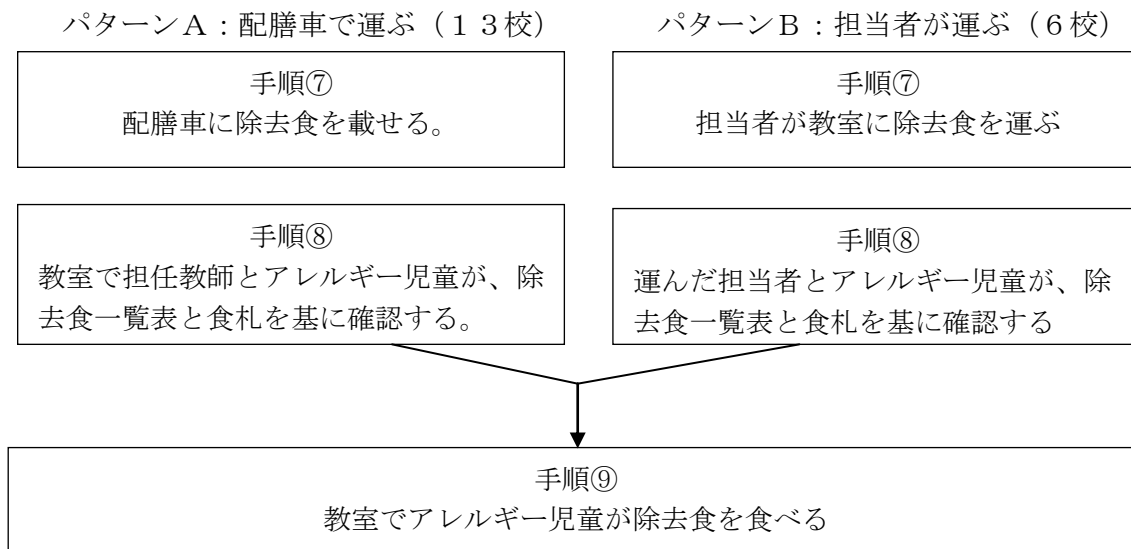 パターンA：配膳車で運ぶ（１３校）
手順⑦
配膳車に除去食を載せる。
手順⑧
教室で担任教師とアレルギー児童が、除
去食一覧表と食札を基に確認する。
パターンＢ：担当者が運ぶ（６校）
手順⑦
担当者が教室に除去食を運ぶ
手順⑧
運んだ担当者とアレルギー児童が、除
去食一覧表と食札を基に確認する
手順⑨
教室でアレルギー児童が除去食を食べる